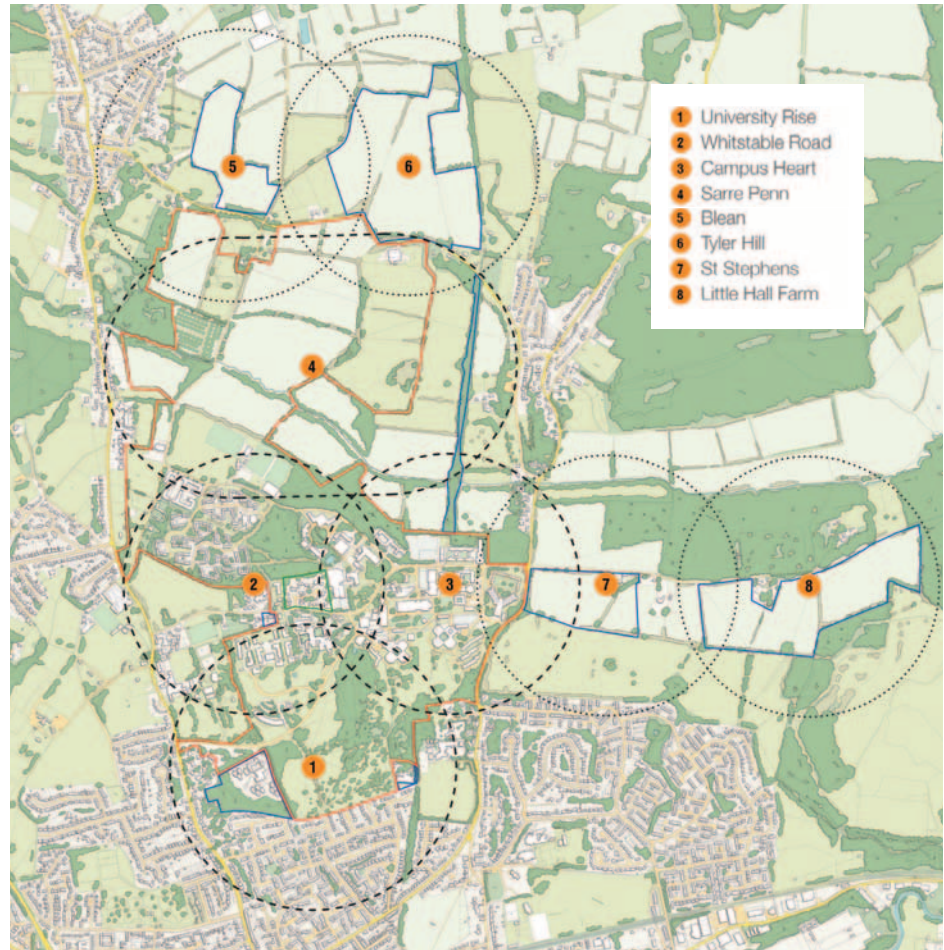 1 University Rise
2 Whitstable Road
3 Campus Heart
4 Sarre Penn
5 Blean
6 Tyler Hill
7 St Stephens
8 Little Hall Farm
5
6
4
2
3
7
8
1